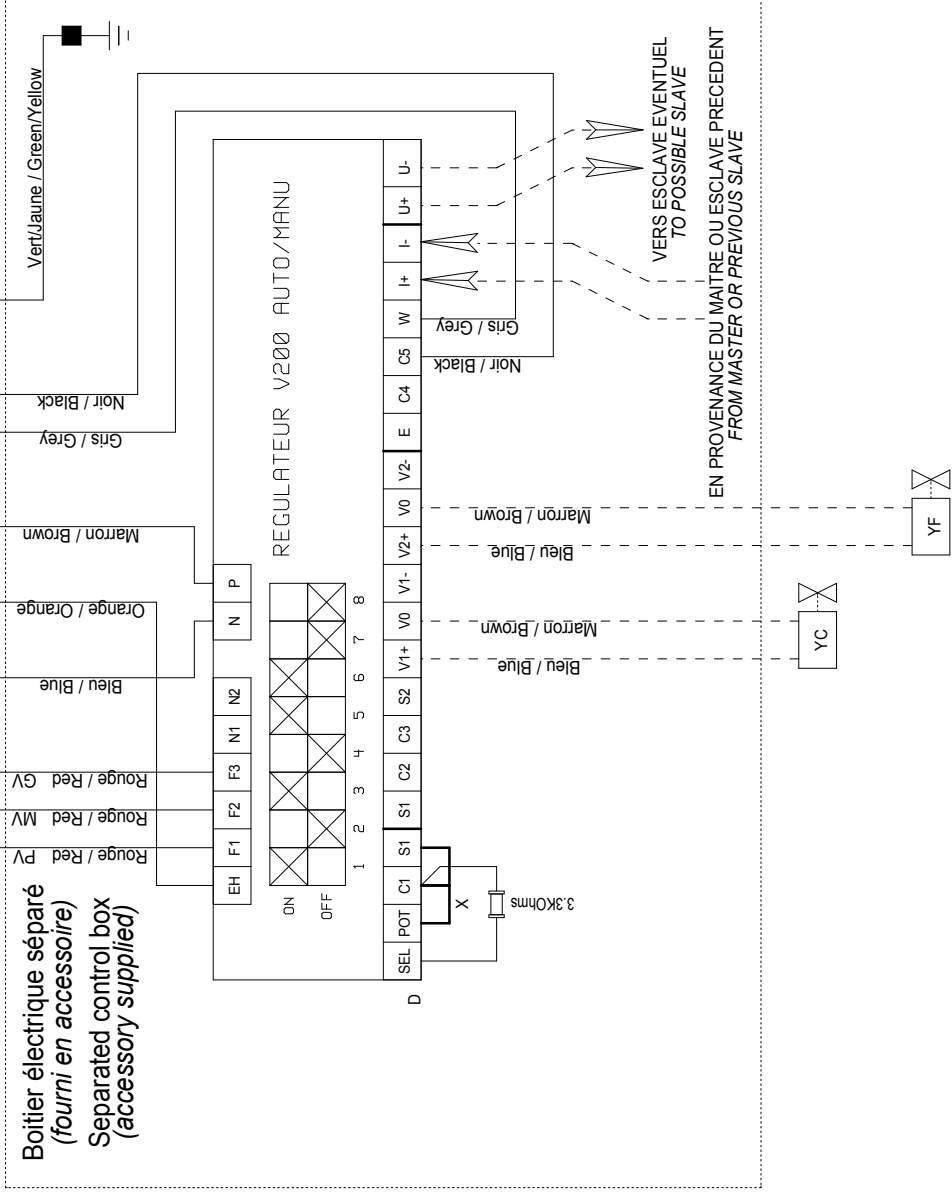 Boitier électrique séparé
(fourni en accessoire)
Separated control box
(accessory supplied)
Rouge / Red PV
Rouge / Red MV
Rouge / Red GV
Bleu / Blue
Orange / Orange
Marron / Brown
Gris / Grey
Noir / Black
Vert/Jaune / Green/Yellow
EH
F1
F2
F3
N1
N2
N
P
ON
OFF
1
2
3
4
5
6
7
8
REGULATEUR V200 AUTO/MANU
D
SEL
POT
C1
S1
S1
C2
C3
S2
V1+
V0
V1-
V2+
V0
V2-
E
C4
C5
W
I+
I-
U+
U-
X
3.3KOhms
Bleu / Blue
Marron / Brown
Bleu / Blue
Marron / Brown
Noir / Black
Gris / Grey
VERS ESCLAVE EVENTUEL
TO POSSIBLE SLAVE
EN PROVENANCE DU MAITRE OU ESCLAVE PRECEDENT
FROM MASTER OR PREVIOUS SLAVE
YC
YF